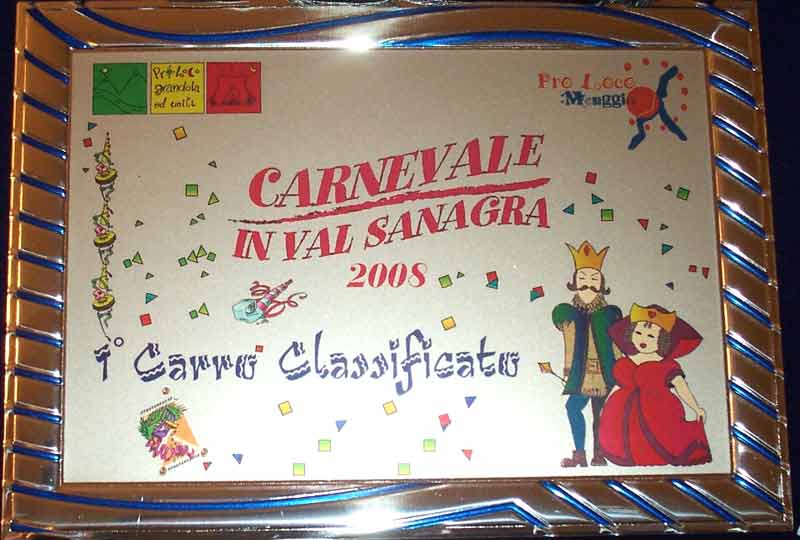 Pro Loco
grandola
ed uniti
Pro Loco
Menaggio
CARNEVALE
IN VAL SANAGRA
2008
1° Carro Classificato